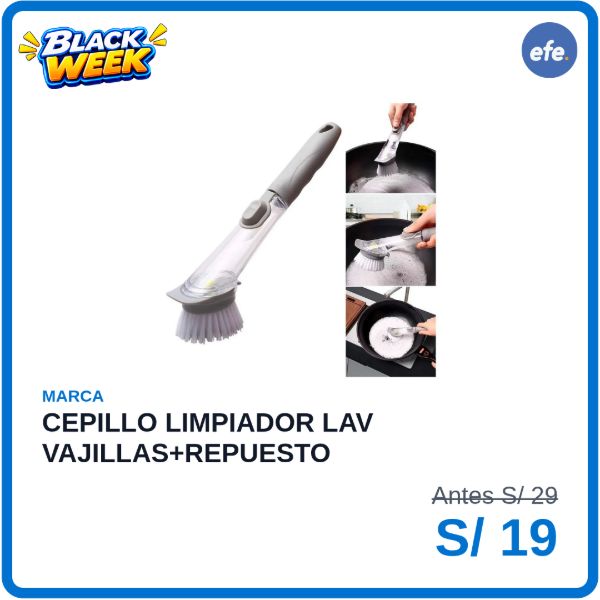 BLACK
WEEK
efe.
MARCA
CEPILLO LIMPIADOR LAV
VAJILLAS+REPUESTO
Antes S/ 29
S/ 19